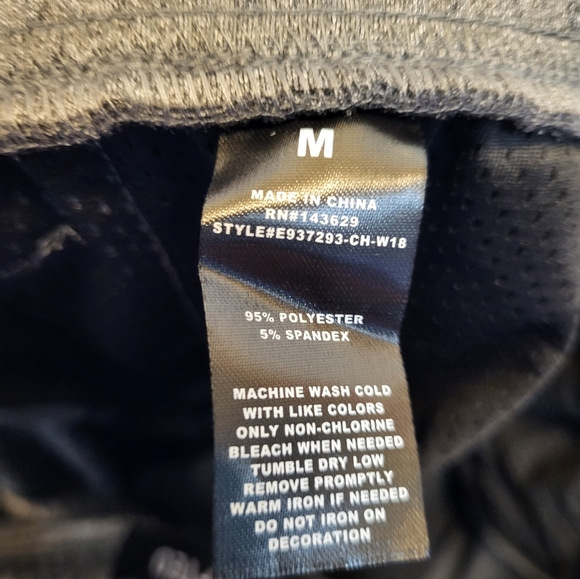 M
MADE IN CHINA
RN#143629
STYLE#E937293-CH-W18
95% POLYESTER
5% SPANDEX
MACHINE WASH COLD
WITH LIKE COLORS
ONLY NON-CHLORINE
BLEACH WHEN NEEDED
TUMBLE DRY LOW
REMOVE PROMPTLY
WARM IRON IF NEEDED
DO NOT IRON ON
DECORATION